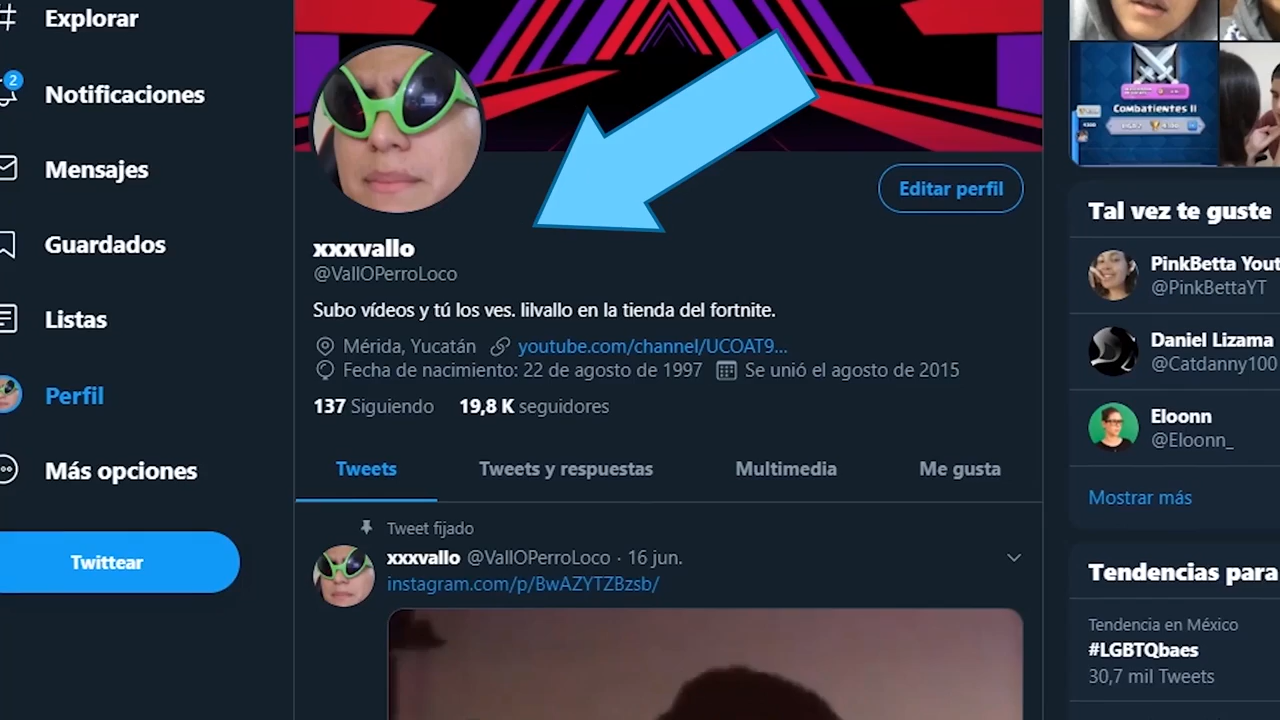 Explorar
2
Notificaciones
Mensajes
Guardados
Listas
Perfil
Más opciones
Twittear
Editar perfil
xxxvallo
@VallOPerroLoco
Subo vídeos y tú los ves. lilvallo en la tienda del fortnite.
Mérida, Yucatán youtube.com/channel/UCOAT9...
Fecha de nacimiento: 22 de agosto de 1997 Se unió el agosto de 2015
137 Siguiendo 19,8 K seguidores
Tweets Tweets y respuestas Multimedia Me gusta
Tweet fijado
xxxvallo @VallOPerroLoco · 16 jun.
instagram.com/p/BwAZYTZBzsb/
Combatientes II
Tal vez te guste
PinkBetta Yout
@PinkBettaYT
Daniel Lizama
@Catdanny100
Eloonn
@Eloonn_
Mostrar más
Tendencias para
Tendencia en México
#LGBTQbaes
30,7 mil Tweets